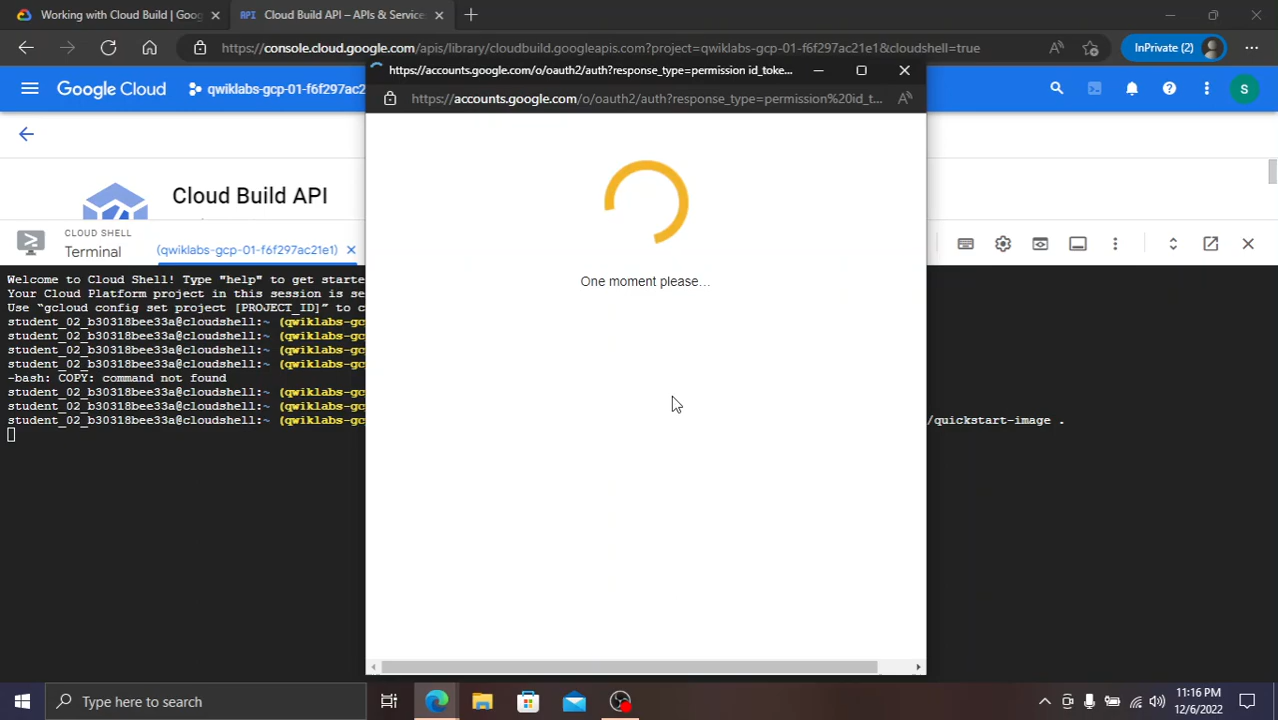 Working with Cloud Build | Goog
API Cloud Build API – APIs & Service
https://console.cloud.google.com/apis/library/cloudbuild.googleapis.com?project=qwiklabs-gcp-01-f6f297ac21e1&cloudshell=true
InPrivate (2)
https://accounts.google.com/o/oauth2/auth?response_type=permission id_toke...
https://accounts.google.com/o/oauth2/auth?response_type=permission%20id_t...
Google Cloud
qwiklabs-gcp-01-f6f297ac2
S
Cloud Build API
CLOUD SHELL
Terminal
(qwiklabs-gcp-01-f6f297ac21e1)
One moment please...
Welcome to Cloud Shell! Type "help" to get starte
Your Cloud Platform project in this session is se
Use "gcloud config set project [PROJECT_ID]" to c
student_02_b30318bee33a@cloudshell:~ (qwiklabs-gc
student_02_b30318bee33a@cloudshell:~ (qwiklabs-gc
student_02_b30318bee33a@cloudshell:~ (qwiklabs-gc
student_02_b30318bee33a@cloudshell:~ (qwiklabs-gc
-bash: COPY: command not found
student_02_b30318bee33a@cloudshell:~ (qwiklabs-gc
student_02_b30318bee33a@cloudshell:~ (qwiklabs-gc
student_02_b30318bee33a@cloudshell:~ (qwiklabs-gc /quickstart-image .
Type here to search
11:16 PM
12/6/2022